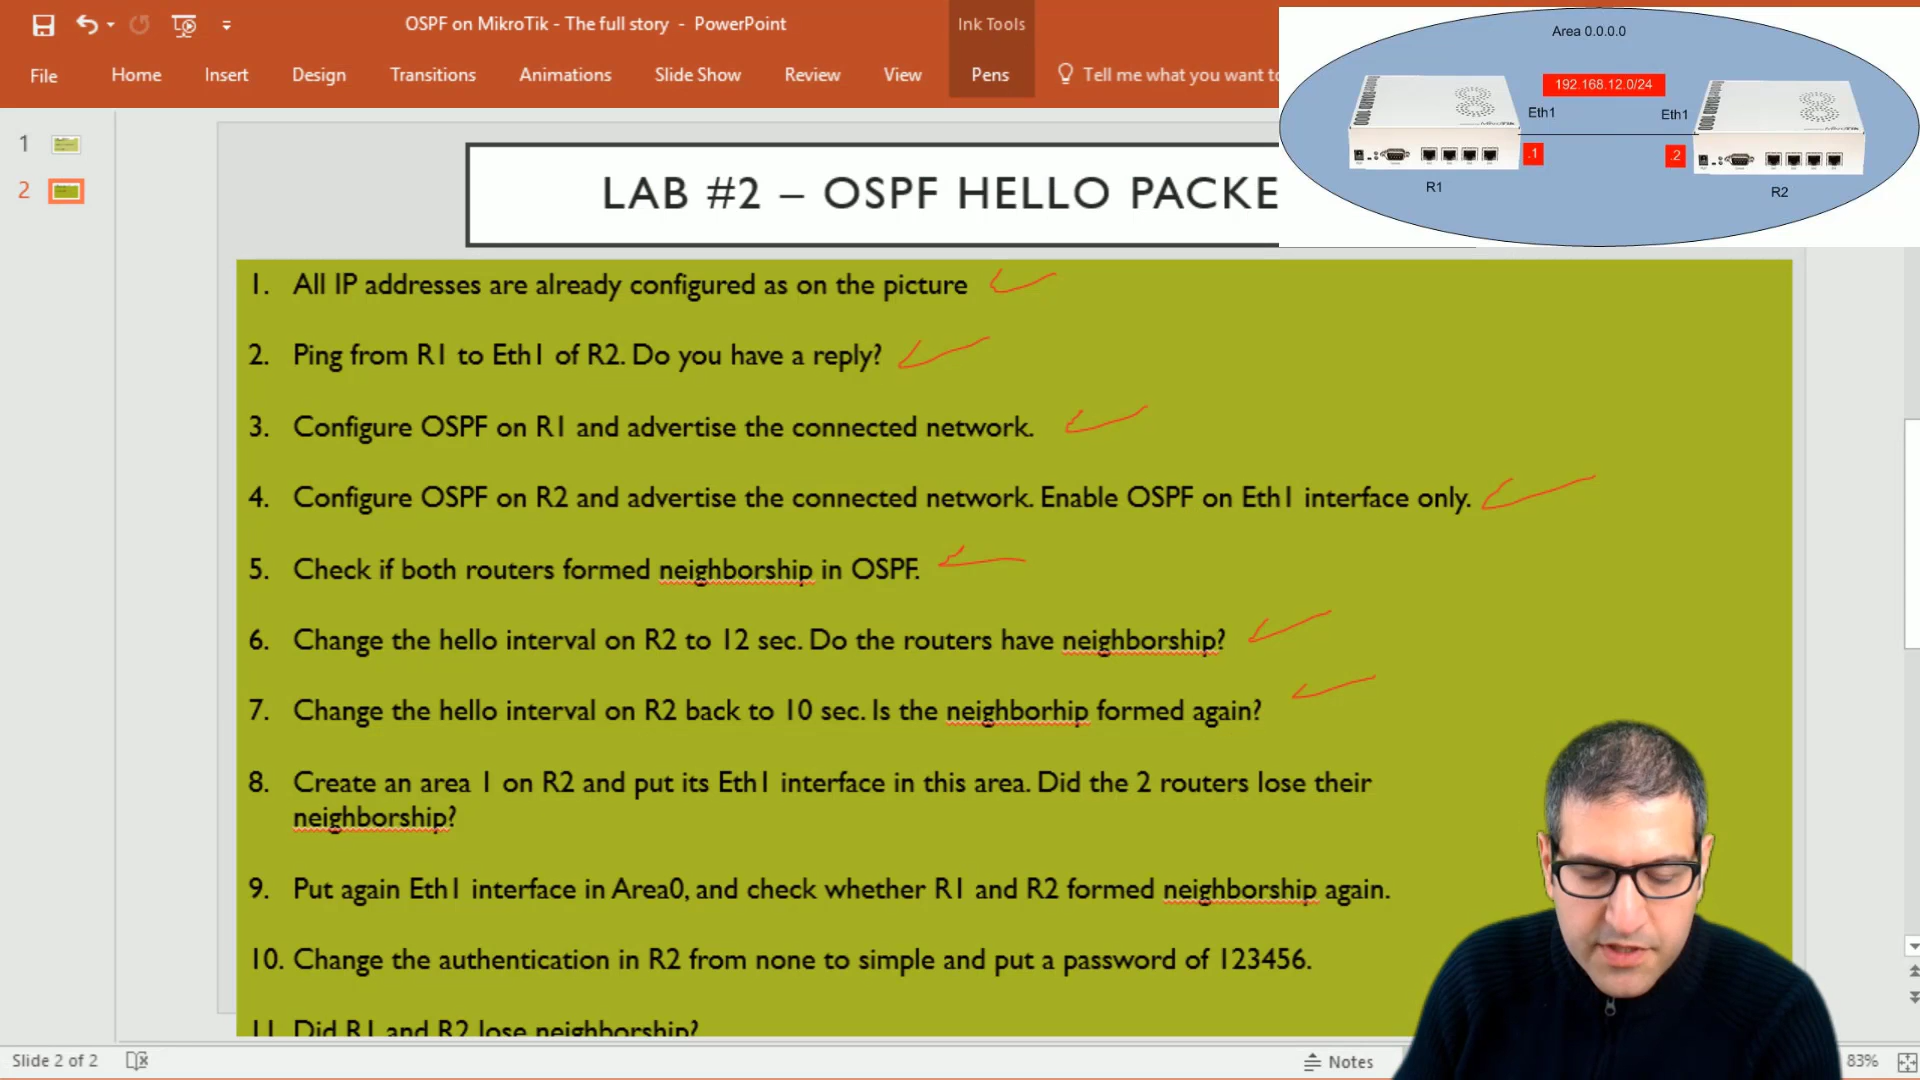 OSPF on MikroTik - The full story - PowerPoint
Ink Tools
File Home Insert Design Transitions Animations Slide Show Review View Pens Tell me what you want to
Area 0.0.0.0
192.168.12.0/24
Eth1
Eth1
.1
.2
R1
R2
1
2
LAB #2 – OSPF HELLO PACKE
1. All IP addresses are already configured as on the picture
2. Ping from R1 to Eth1 of R2. Do you have a reply?
3. Configure OSPF on R1 and advertise the connected network.
4. Configure OSPF on R2 and advertise the connected network. Enable OSPF on Eth1 interface only.
5. Check if both routers formed neighborship in OSPF.
6. Change the hello interval on R2 to 12 sec. Do the routers have neighborship?
7. Change the hello interval on R2 back to 10 sec. Is the neighborhip formed again?
8. Create an area 1 on R2 and put its Eth1 interface in this area. Did the 2 routers lose their
neighborship?
9. Put again Eth1 interface in Area0, and check whether R1 and R2 formed neighborship again.
10. Change the authentication in R2 from none to simple and put a password of 123456.
11. Did R1 and R2 lose neighborship?
Slide 2 of 2
Notes
83%